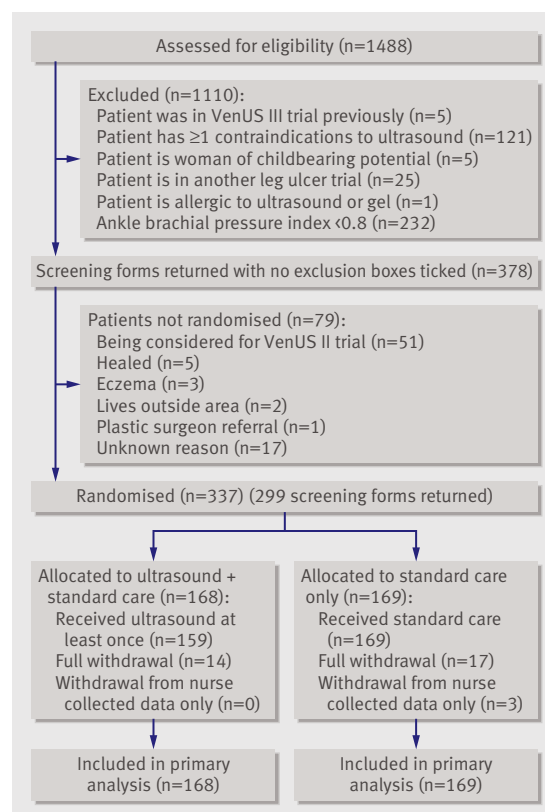 Assessed for eligibility (n=1488)
Excluded (n=1110):
Patient was in VenUS III trial previously (n=5)
Patient has ≥1 contraindications to ultrasound (n=121)
Patient is woman of childbearing potential (n=5)
Patient is in another leg ulcer trial (n=25)
Patient is allergic to ultrasound or gel (n=1)
Ankle brachial pressure index <0.8 (n=232)
Screening forms returned with no exclusion boxes ticked (n=378)
Patients not randomised (n=79):
Being considered for VenUS II trial (n=51)
Healed (n=5)
Eczema (n=3)
Lives outside area (n=2)
Plastic surgeon referral (n=1)
Unknown reason (n=17)
Randomised (n=337) (299 screening forms returned)
Allocated to ultrasound +
standard care (n=168):
Received ultrasound at
least once (n=159)
Full withdrawal (n=14)
Withdrawal from nurse
collected data only (n=0)
Allocated to standard care
only (n=169):
Received standard care
(n=169)
Full withdrawal (n=17)
Withdrawal from nurse
collected data only (n=3)
Included in primary
analysis (n=168)
Included in primary
analysis (n=169)